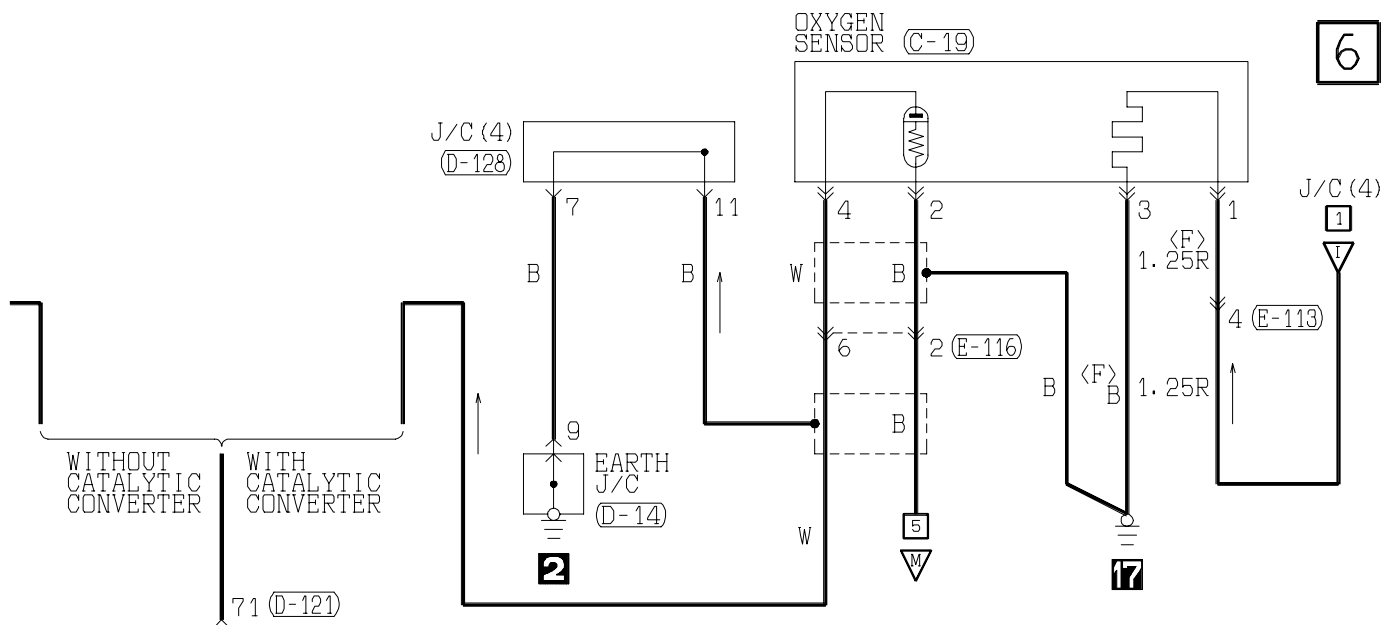 OXYGEN
SENSOR (C-19)
6
J/C (4)
(D-128)
J/C (4)
7
11
4
2
3
1
1
<F>
1.25R
I
B
B
W
B
4 (E-113)
6
2 (E-116)
B
<F>
B
1.25R
B
9
WITHOUT
CATALYTIC
CONVERTER
WITH
CATALYTIC
CONVERTER
EARTH
J/C
(D-14)
W
5
M
2
17
71 (D-121)